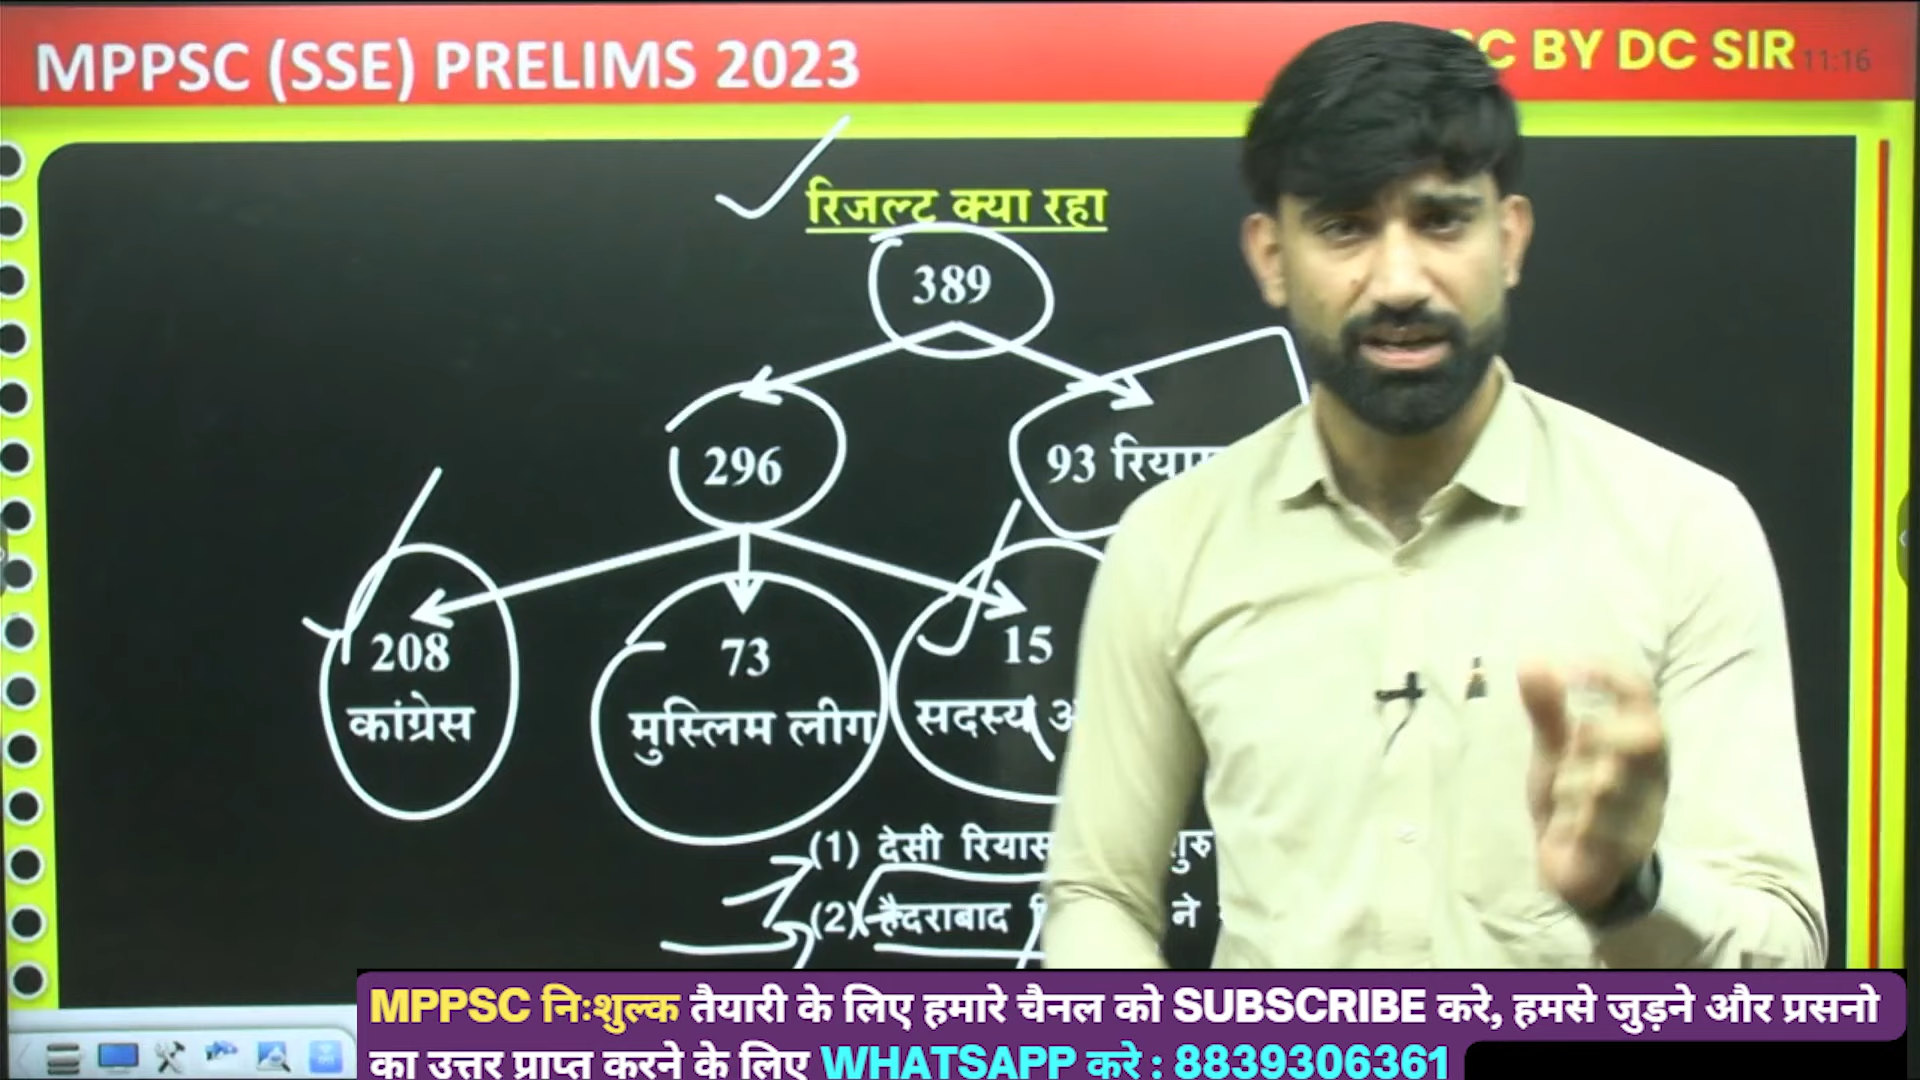 MPPSC (SSE) PRELIMS 2023
BY DC SIR
11:16
रिजल्ट क्या रहा
389
296
93
208
73
15
कांग्रेस
मुस्लिम लीग
सदस्य
(1) देसी
(2) हैदराबाद
ने
MPPSC निःशुल्क तैयारी के लिए हमारे चैनल को SUBSCRIBE करे, हमसे जुड़ने और प्रसनो
का उत्तर प्राप्त करने के लिए WHATSAPP करे : 8839306361